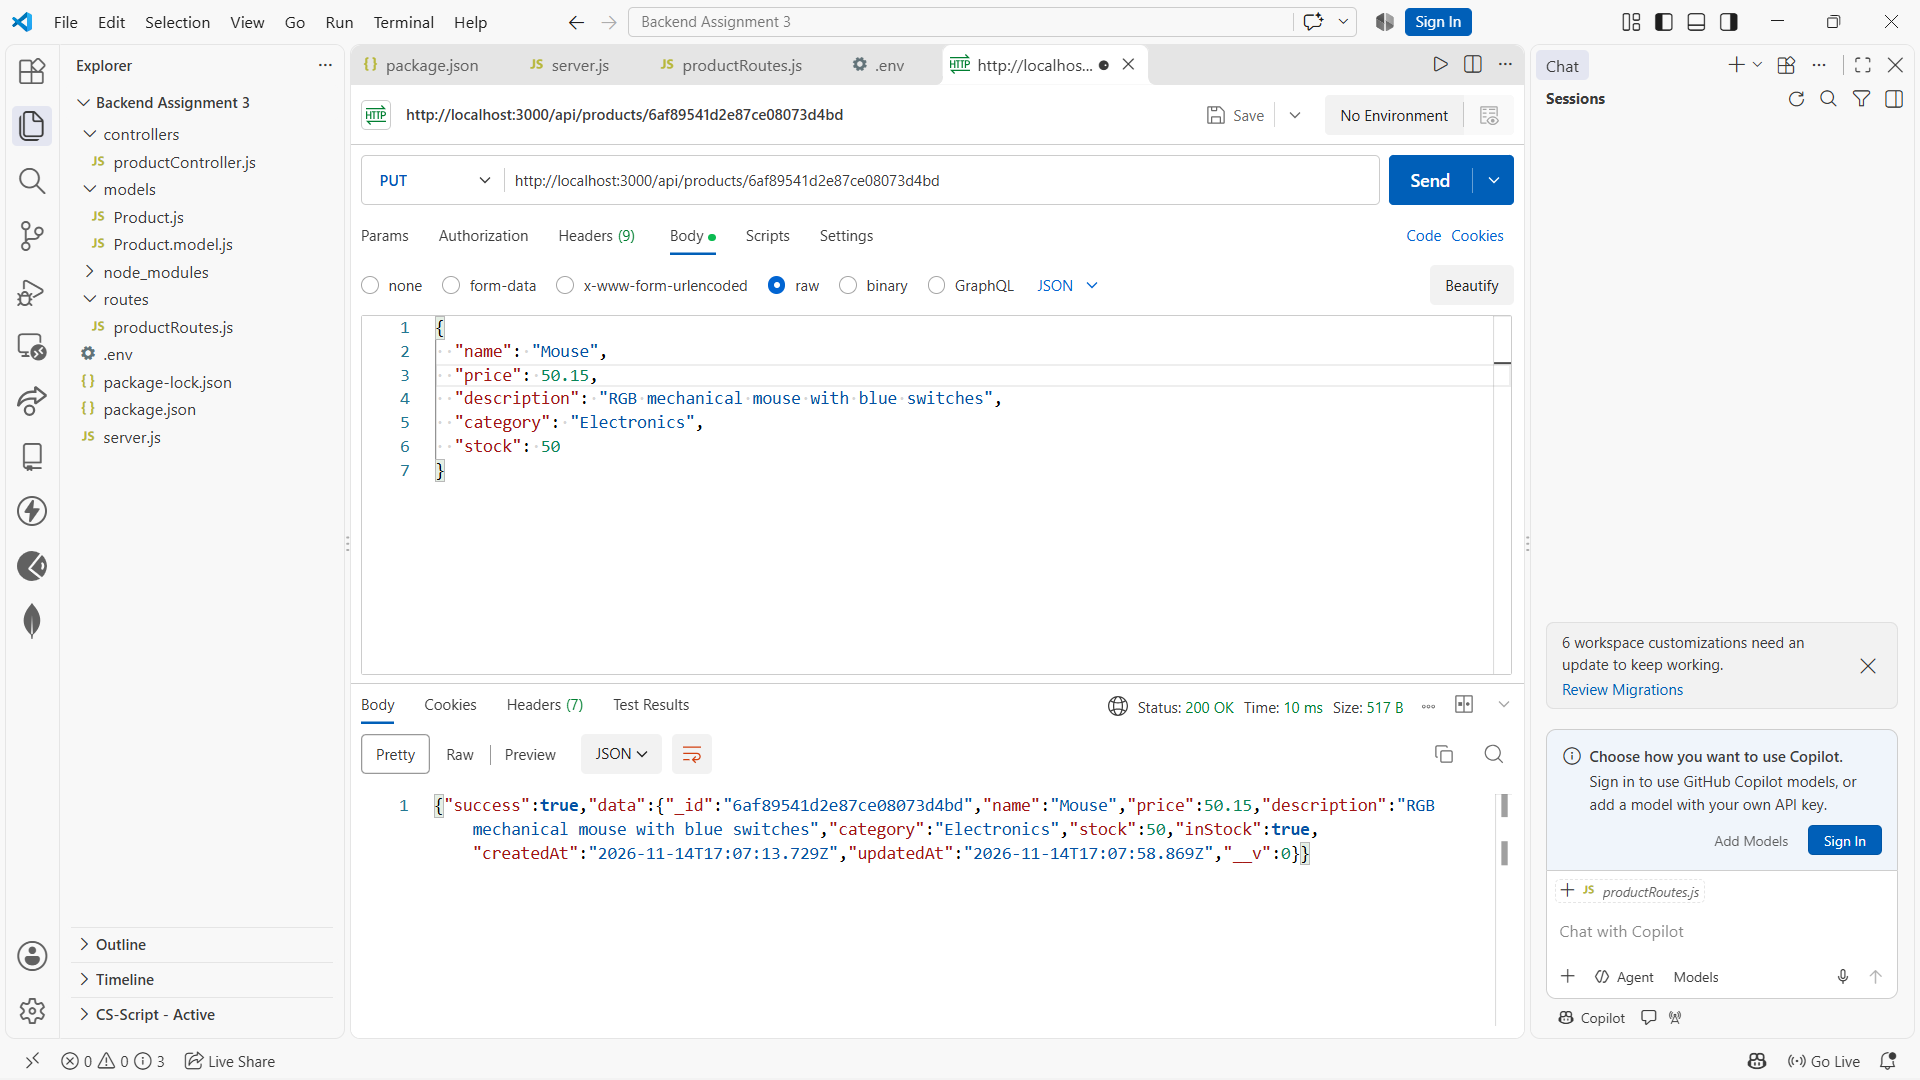 File Edit Selection View Go Run Terminal Help
Backend Assignment 3
Sign In
Explorer
Backend Assignment 3
controllers
JS productController.js
models
JS Product.js
JS Product.model.js
node_modules
routes
JS productRoutes.js
.env
{} package-lock.json
{} package.json
JS server.js
Outline
Timeline
CS-Script - Active
{} package.json
JS server.js
JS productRoutes.js
.env
HTTP http://localhos...
HTTP http://localhost:3000/api/products/6af89541d2e87ce08073d4bd
Save
No Environment
PUT http://localhost:3000/api/products/6af89541d2e87ce08073d4bd
Send
Params Authorization Headers (9) Body Scripts Settings
Code Cookies
none form-data x-www-form-urlencoded raw binary GraphQL JSON
Beautify
1 {
2 "name": "Mouse",
3 "price": 50.15,
4 "description": "RGB mechanical mouse with blue switches",
5 "category": "Electronics",
6 "stock": 50
7 }
Body Cookies Headers (7) Test Results
Status: 200 OK Time: 10 ms Size: 517 B
Pretty Raw Preview JSON
1 {"success":true,"data":{"_id":"6af89541d2e87ce08073d4bd","name":"Mouse","price":50.15,"description":"RGB
mechanical mouse with blue switches","category":"Electronics","stock":50,"inStock":true,
"createdAt":"2026-11-14T17:07:13.729Z","updatedAt":"2026-11-14T17:07:58.869Z","__v":0}}
Chat
Sessions
6 workspace customizations need an
update to keep working.
Review Migrations
Choose how you want to use Copilot.
Sign in to use GitHub Copilot models, or
add a model with your own API key.
Add Models Sign In
JS productRoutes.js
Chat with Copilot
Agent Models
Copilot
0 0 3 Live Share
Go Live